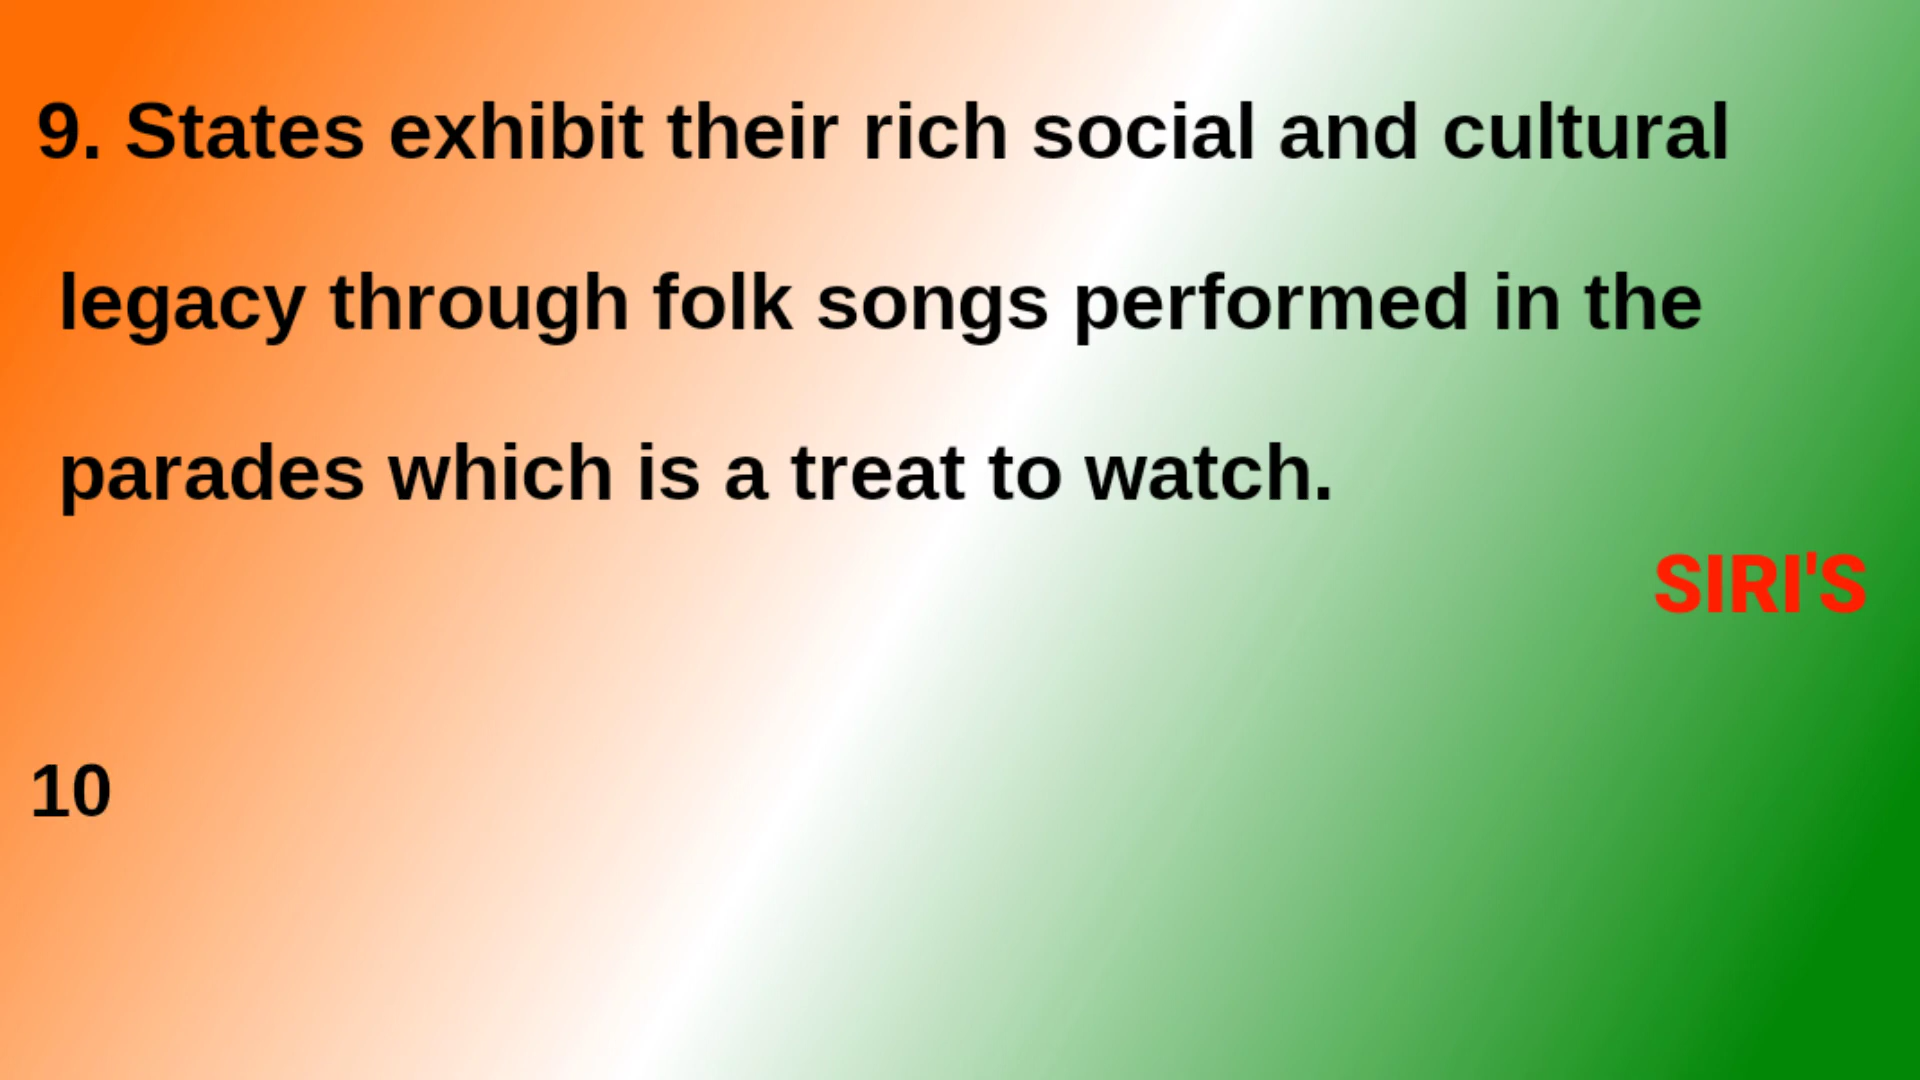 9. States exhibit their rich social and cultural
legacy through folk songs performed in the
parades which is a treat to watch.
SIRI'S
10